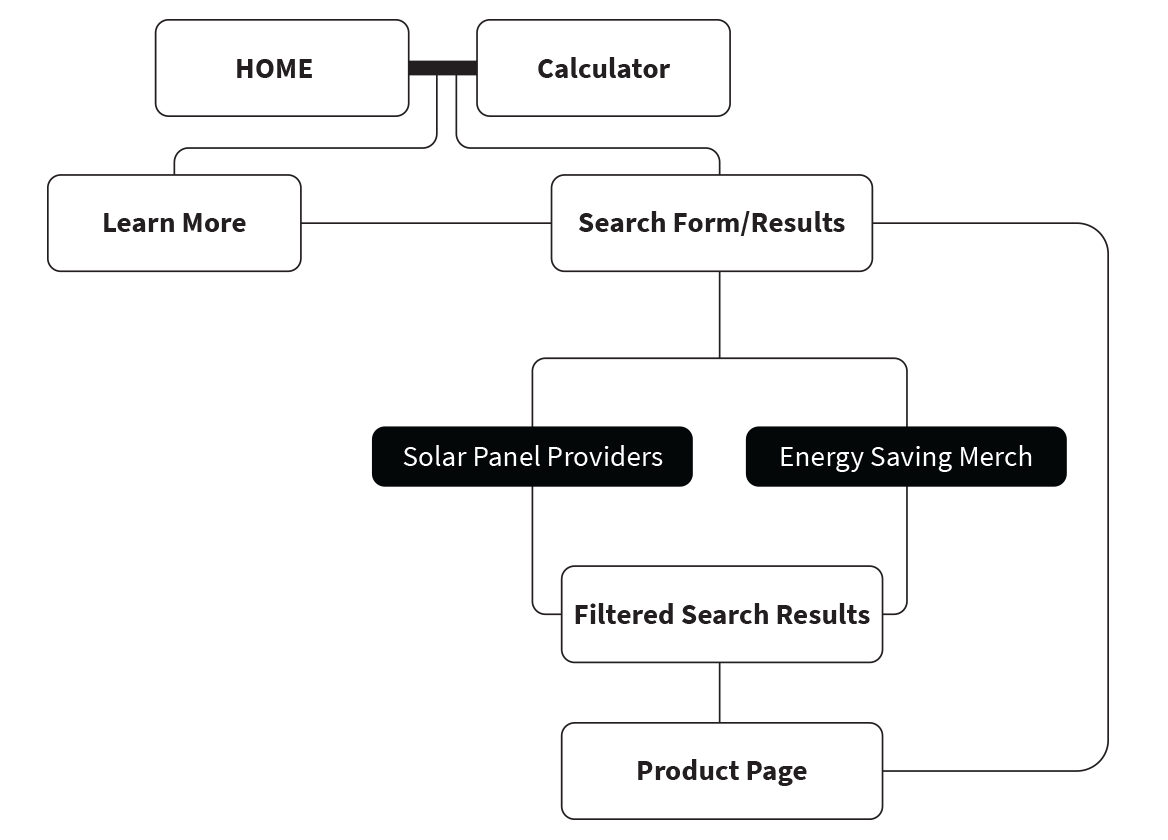 HOME
Calculator
Learn More
Search Form/Results
Solar Panel Providers
Energy Saving Merch
Filtered Search Results
Product Page